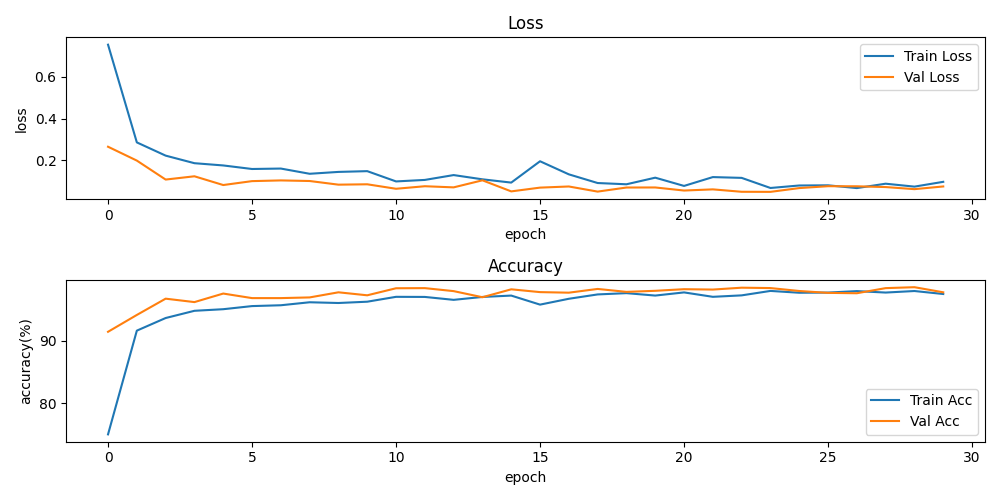 Loss
loss
0.6
0.4
0.2
Train Loss
Val Loss
0 5 10 15 20 25 30
epoch
Accuracy
accuracy(%)
90
80
Train Acc
Val Acc
0 5 10 15 20 25 30
epoch